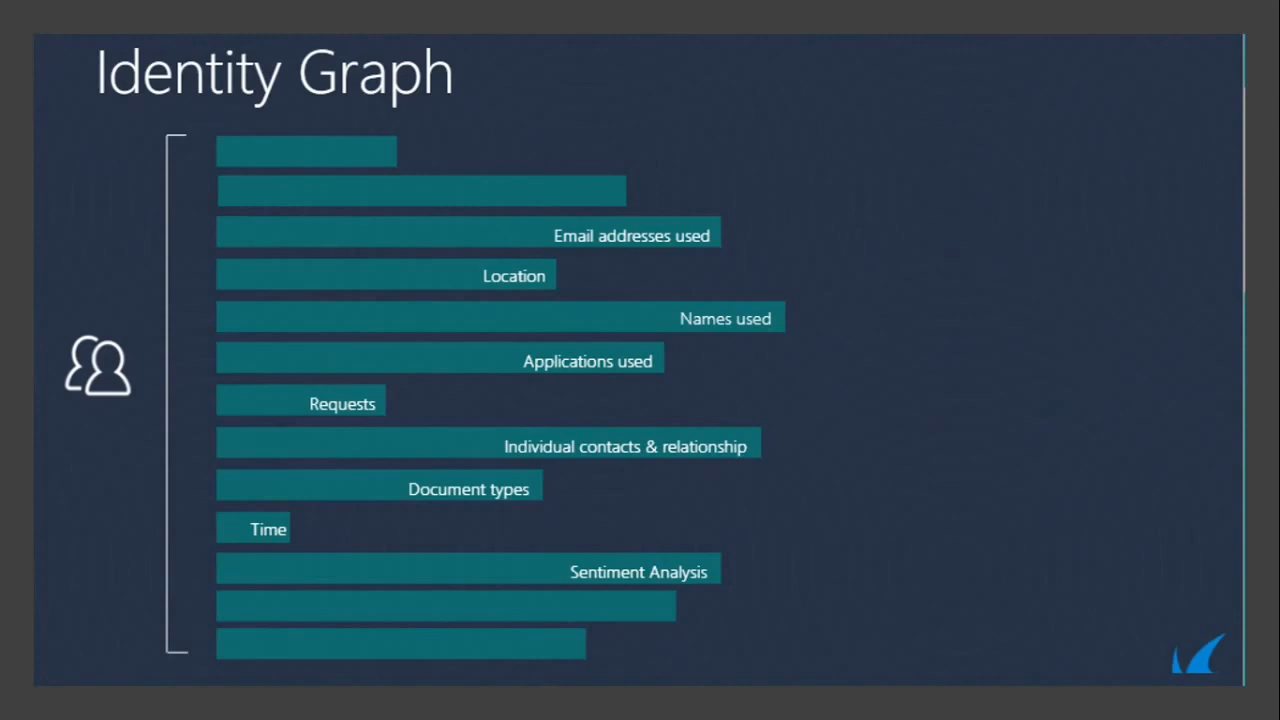 Identity Graph
Email addresses used
Location
Names used
Applications used
Requests
Individual contacts & relationship
Document types
Time
Sentiment Analysis